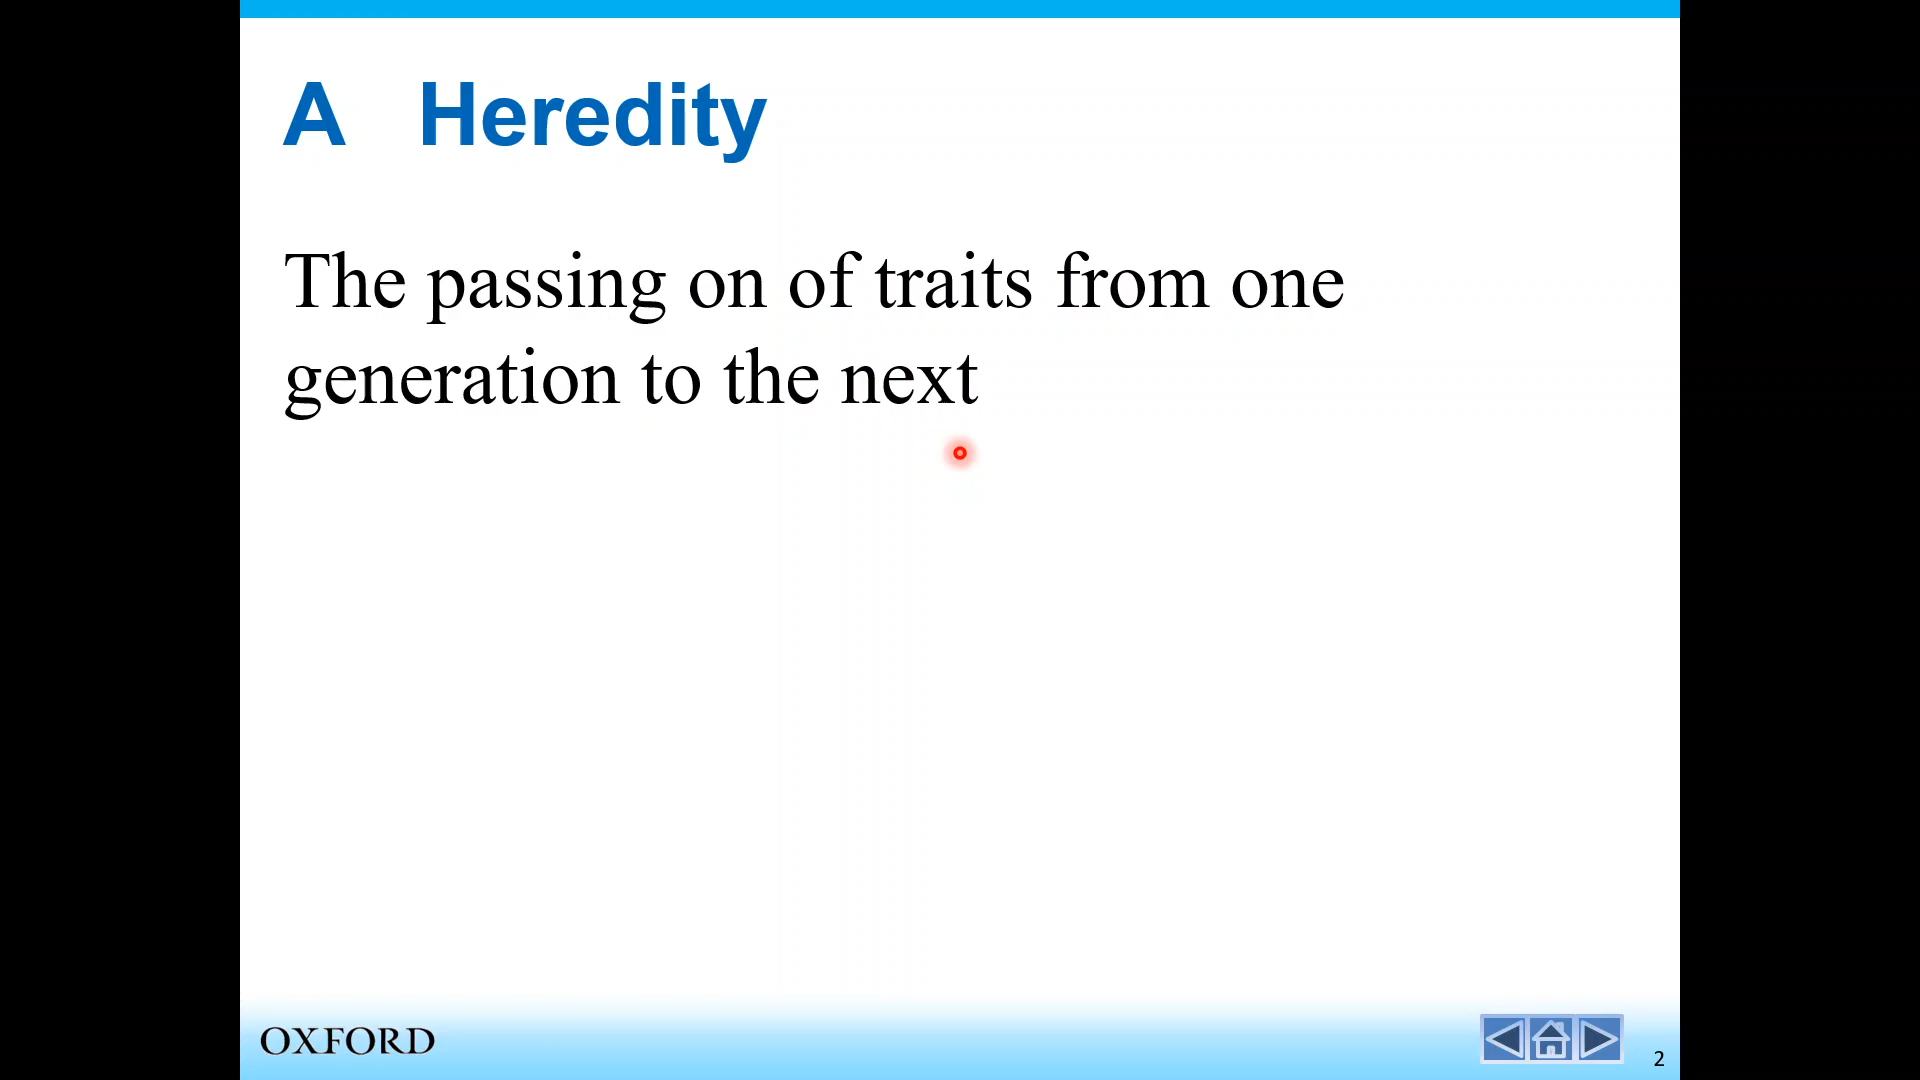 A Heredity
The passing on of traits from one
generation to the next
OXFORD
2